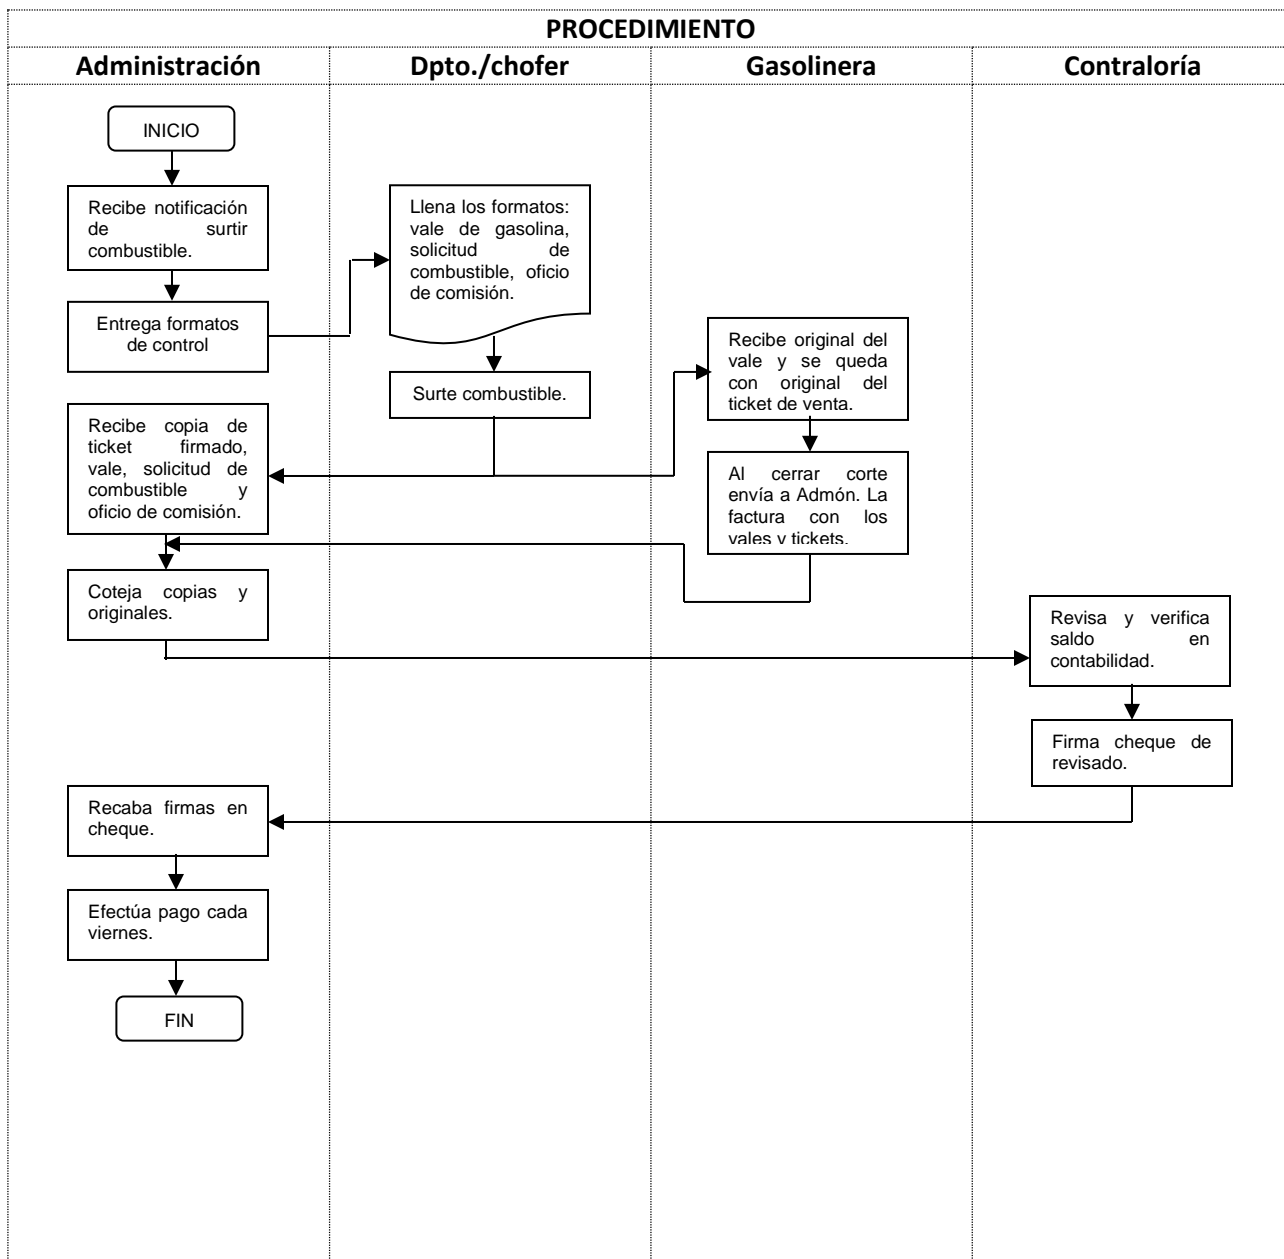 PROCEDIMIENTO
Administración
Dpto./chofer
Gasolinera
Contraloría
INICIO
Recibe notificación
de surtir
combustible.
Entrega formatos
de control
Llena los formatos:
vale de gasolina,
solicitud de
combustible, oficio
de comisión.
Surte combustible.
Recibe original del
vale y se queda
con original del
ticket de venta.
Recibe copia de
ticket firmado,
vale, solicitud de
combustible y
oficio de comisión.
Al cerrar corte
envía a Admón. La
factura con los
vales y tickets.
Coteja copias y
originales.
Revisa y verifica
saldo en
contabilidad.
Firma cheque de
revisado.
Recaba firmas en
cheque.
Efectúa pago cada
viernes.
FIN